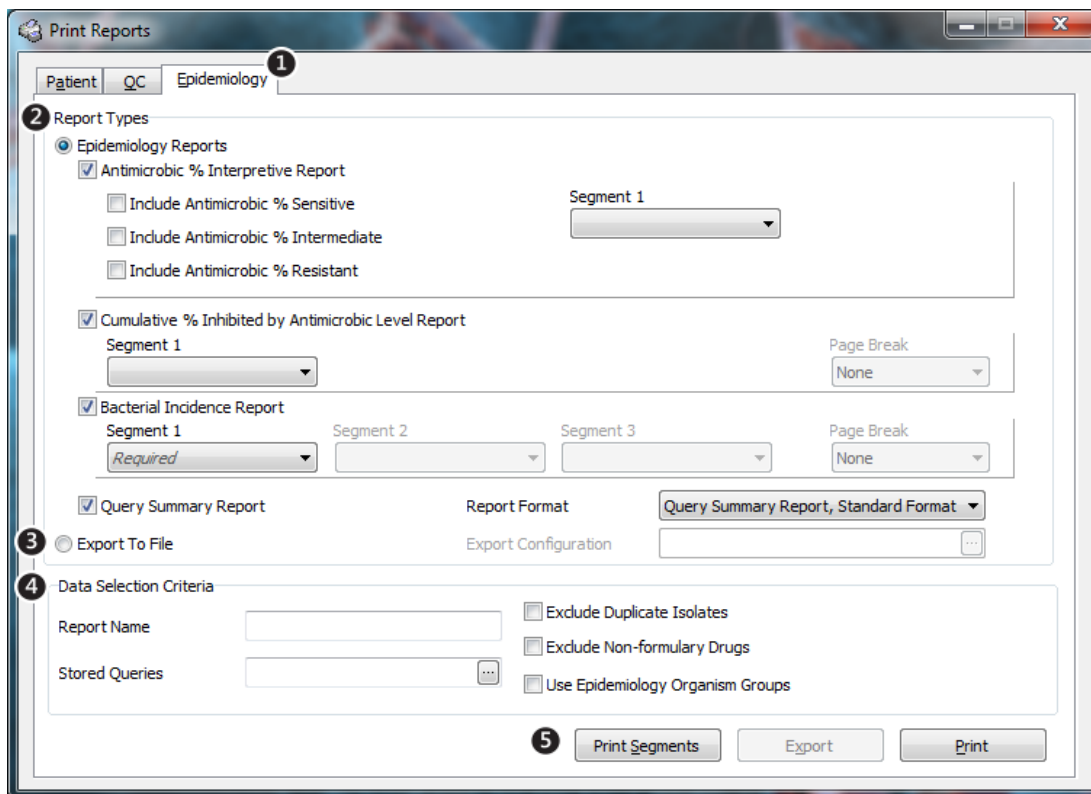 Print Reports
1
Patient QC Epidemiology
2 Report Types
Epidemiology Reports
Antimicrobic % Interpretive Report
Include Antimicrobic % Sensitive
Segment 1
Include Antimicrobic % Intermediate
Include Antimicrobic % Resistant
Cumulative % Inhibited by Antimicrobic Level Report
Segment 1 Page Break
None
Bacterial Incidence Report
Segment 1 Segment 2 Segment 3 Page Break
Required None
Query Summary Report Report Format Query Summary Report, Standard Format
3 Export To File Export Configuration ...
4 Data Selection Criteria
Report Name
Exclude Duplicate Isolates
Exclude Non-formulary Drugs
Stored Queries ...
Use Epidemiology Organism Groups
5 Print Segments Export Print